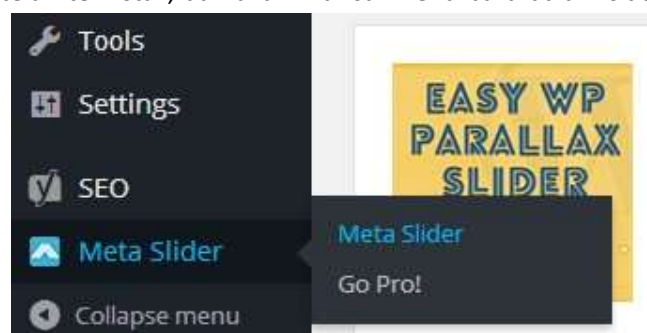 Tools
Settings
SEO
Meta Slider
Collapse menu
EASY WP
PARALLAX
SLIDER
Meta Slider
Go Pro!